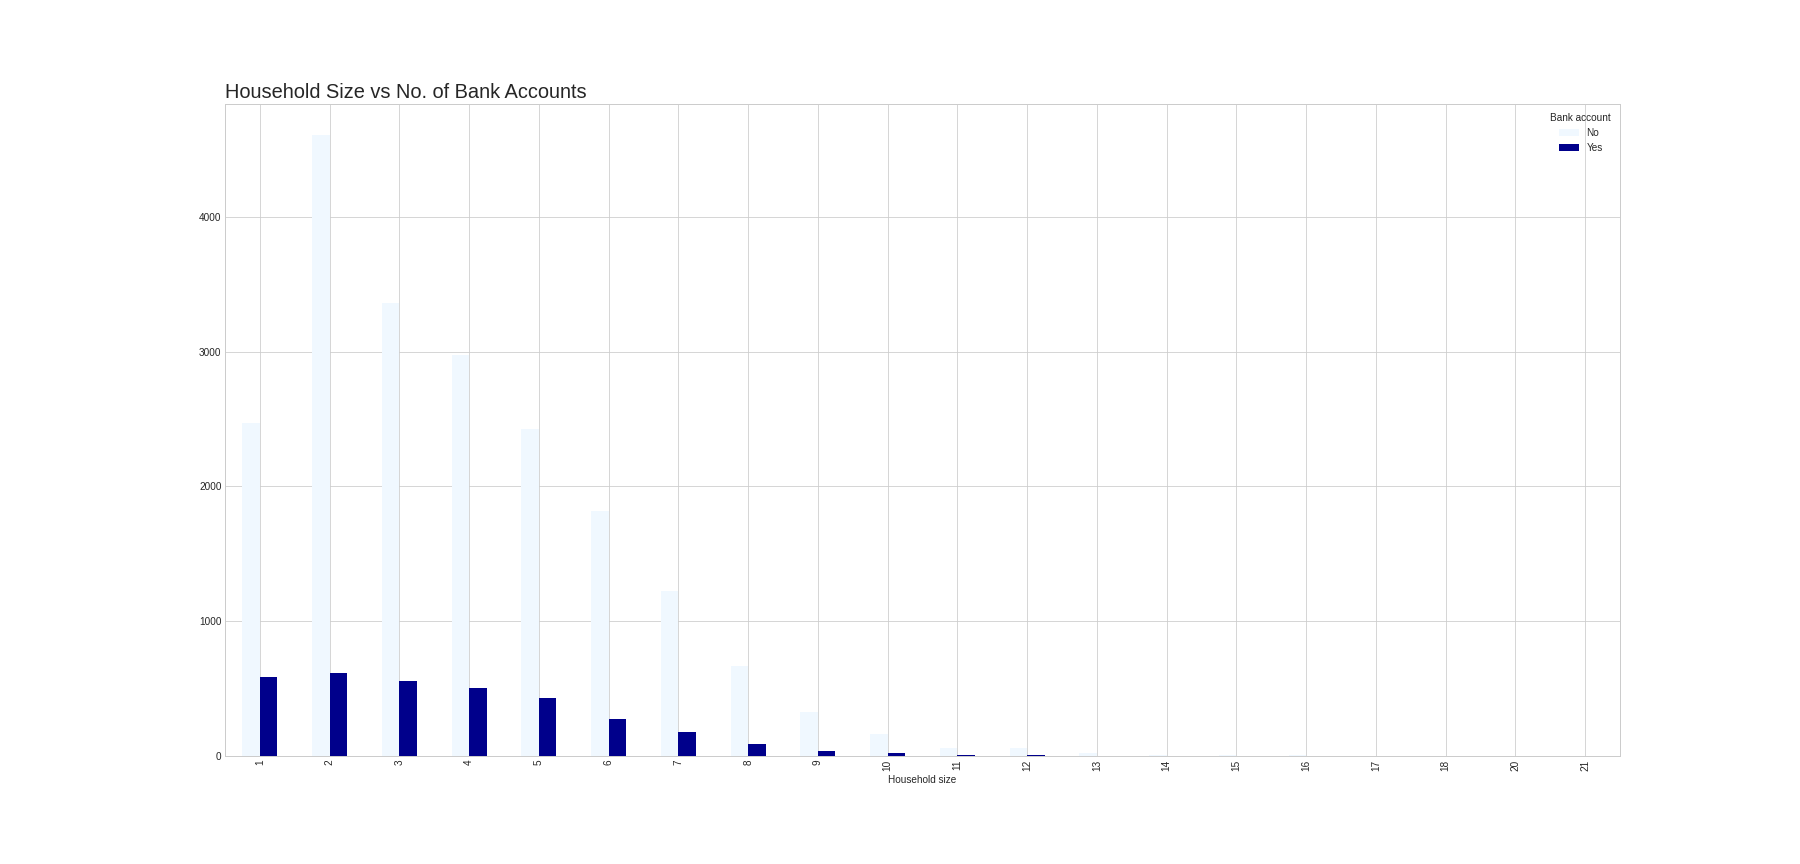 Household Size vs No. of Bank Accounts
Bank account
No
Yes
4000
3000
2000
1000
0
1 2 3 4 5 6 7 8 9 10 11 12 13 14 15 16 17 18 20 21
Household size